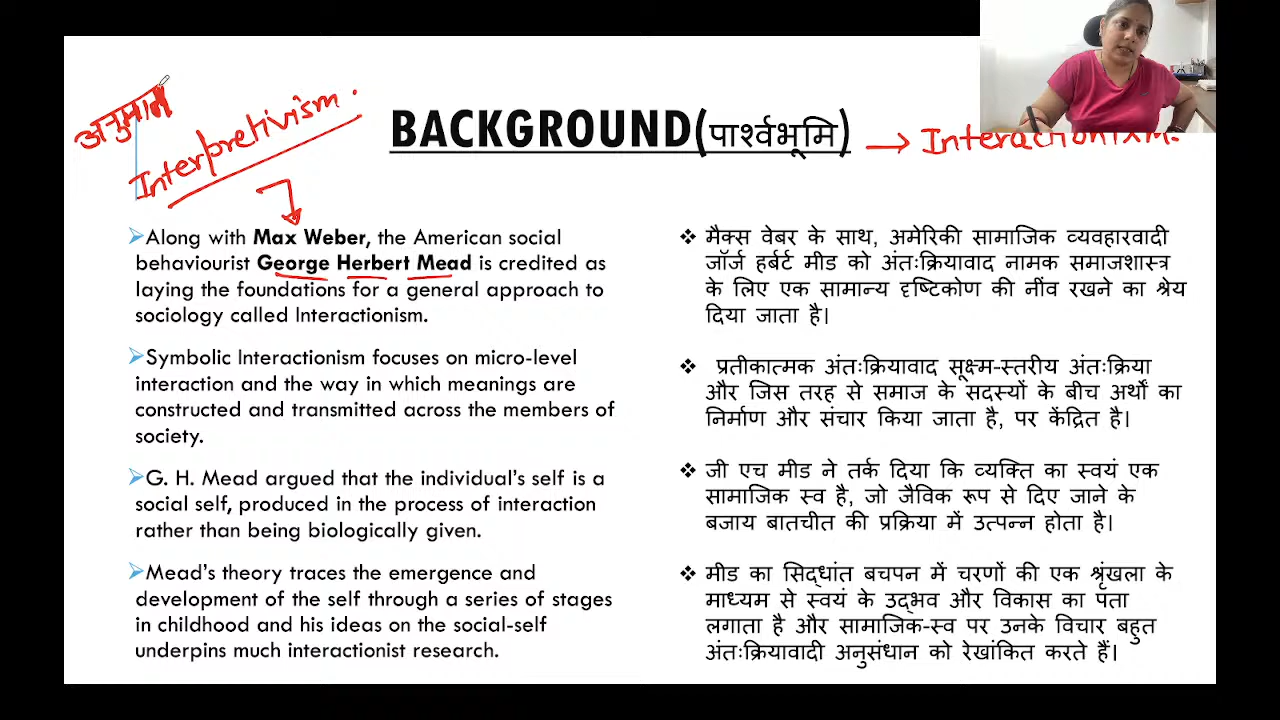 अनुमान
Interpretivism.
BACKGROUND(पार्श्वभूमि)
→ Interactionism.
Along with Max Weber, the American social
behaviourist George Herbert Mead is credited as
laying the foundations for a general approach to
sociology called Interactionism.
Symbolic Interactionism focuses on micro-level
interaction and the way in which meanings are
constructed and transmitted across the members of
society.
G. H. Mead argued that the individual's self is a
social self, produced in the process of interaction
rather than being biologically given.
Mead's theory traces the emergence and
development of the self through a series of stages
in childhood and his ideas on the social-self
underpins much interactionist research.
❖ मैक्स वेबर के साथ, अमेरिकी सामाजिक व्यवहारवादी
जॉर्ज हर्बर्ट मीड को अंतःक्रियावाद नामक समाजशास्त्र
के लिए एक सामान्य दृष्टिकोण की नींव रखने का श्रेय
दिया जाता है।
❖ प्रतीकात्मक अंतःक्रियावाद सूक्ष्म-स्तरीय अंतःक्रिया
और जिस तरह से समाज के सदस्यों के बीच अर्थों का
निर्माण और संचार किया जाता है, पर केंद्रित है।
❖ जी एच मीड ने तर्क दिया कि व्यक्ति का स्वयं एक
सामाजिक स्व है, जो जैविक रूप से दिए जाने के
बजाय बातचीत की प्रक्रिया में उत्पन्न होता है।
❖ मीड का सिद्धांत बचपन में चरणों की एक श्रृंखला के
माध्यम से स्वयं के उद्भव और विकास का पता
लगाता है और सामाजिक-स्व पर उनके विचार बहुत
अंतःक्रियावादी अनुसंधान को रेखांकित करते हैं।